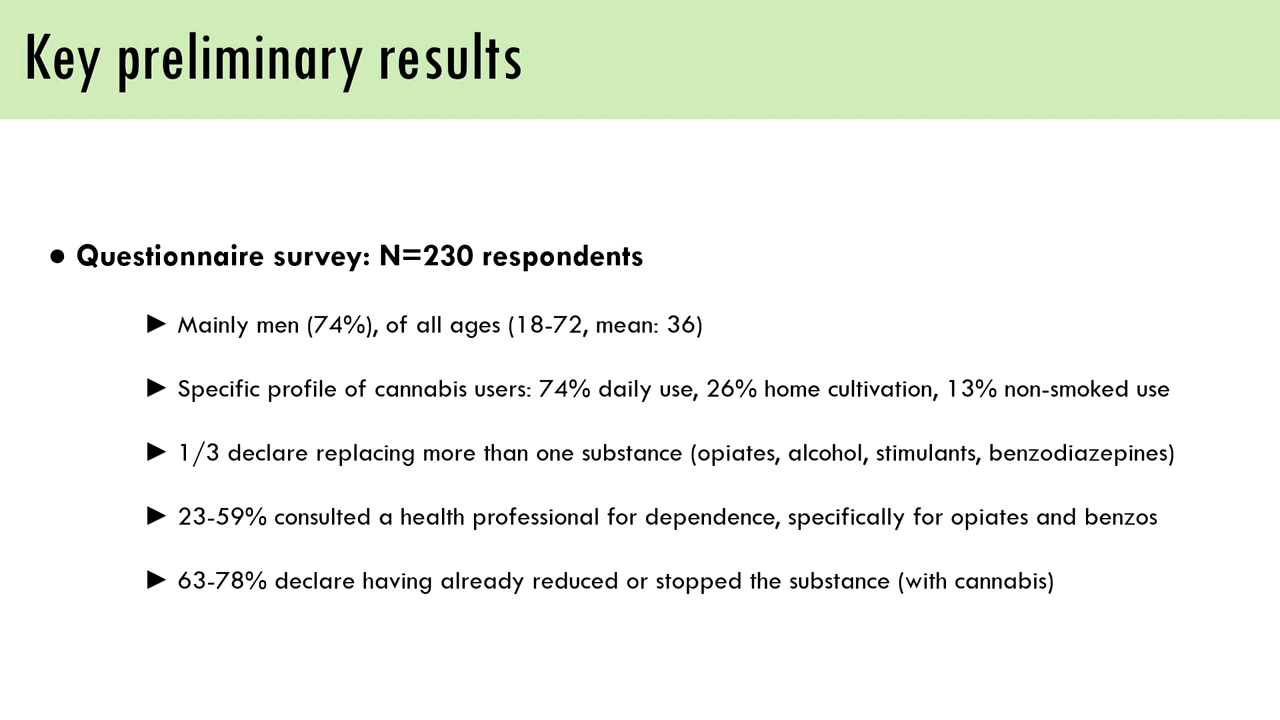 Key preliminary results
● Questionnaire survey: N=230 respondents
► Mainly men (74%), of all ages (18-72, mean: 36)
► Specific profile of cannabis users: 74% daily use, 26% home cultivation, 13% non-smoked use
► 1/3 declare replacing more than one substance (opiates, alcohol, stimulants, benzodiazepines)
► 23-59% consulted a health professional for dependence, specifically for opiates and benzos
► 63-78% declare having already reduced or stopped the substance (with cannabis)